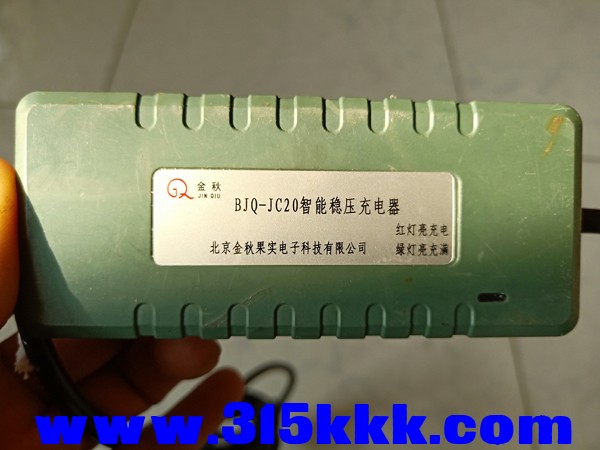 金秋
JIN QIU
BJQ-JC20智能稳压充电器
红灯亮充电
北京金秋果实电子科技有限公司
绿灯亮充满
www.315kkk.com